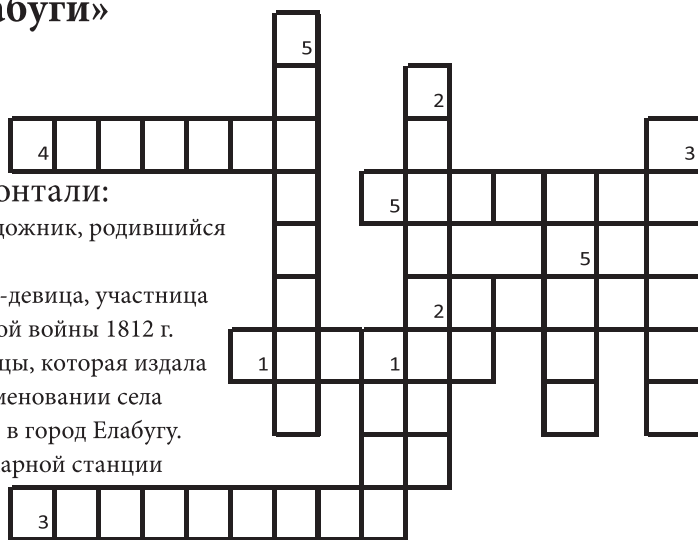 абуги»
5
2
4
3
5
онтали:
дожник, родившийся
5
-девица, участница
2
ой войны 1812 г.
1
1
цы, которая издала
меновании села
в город Елабугу.
арной станции
3